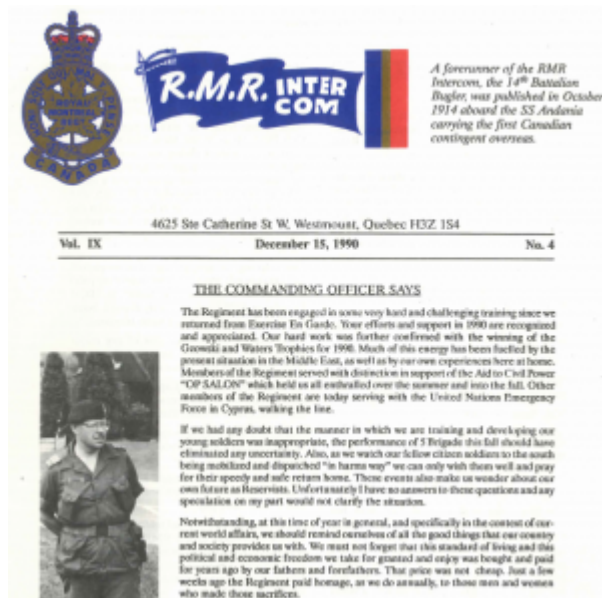 ROYAL
MONTREAL
REGT
CANADA
R.M.R. INTER
COM
A forerunner of the RMR
Intercom, the 14th Battalion
Bugler, was published in October
1914 aboard the SS Andania
carrying the first Canadian
contingent overseas.
4625 Ste Catherine St W. Westmount, Quebec H3Z 1S4
Vol. IX December 15, 1990 No. 4
THE COMMANDING OFFICER SAYS
The Regiment has been engaged in some very hard and challenging training since we
returned from Exercise En Garde. Your efforts and support in 1990 are recognized
and appreciated. Our hard work was further confirmed with the winning of the
Gzowski and Waters Trophies for 1990. Much of this energy has been fuelled by the
present situation in the Middle East, as well as by our own experiences here at home.
Members of the Regiment served with distinction in support of the Aid to Civil Power
"OP SALON" which held us all enthralled over the summer and into the fall. Other
members of the Regiment are today serving with the United Nations Emergency
Force in Cyprus, walking the line.
If we had any doubt that the manner in which we are training and developing our
young soldiers was inappropriate, the performance of 5 Brigade this fall should have
eliminated any uncertainty. Also, as we watch our fellow citizen soldiers to the south
being mobilized and dispatched "in harms way" we can only wish them well and pray
for their speedy and safe return home. These events also make us wonder about our
own future as Reservists. Unfortunately I have no answers to these questions and any
speculation on my part would not clarify the situation.
Notwithstanding, at this time of year in general, and specifically in the context of cur-
rent world affairs, we should remind ourselves of all the good things that our country
and society provides us with. We must not forget that this standard of living and this
political and economic freedom we take for granted and enjoy was bought and paid
for years ago by our fathers and forefathers. That price was not cheap. Just a few
weeks ago the Regiment paid homage, as we do annually, to those men and women
who made those sacrifices.